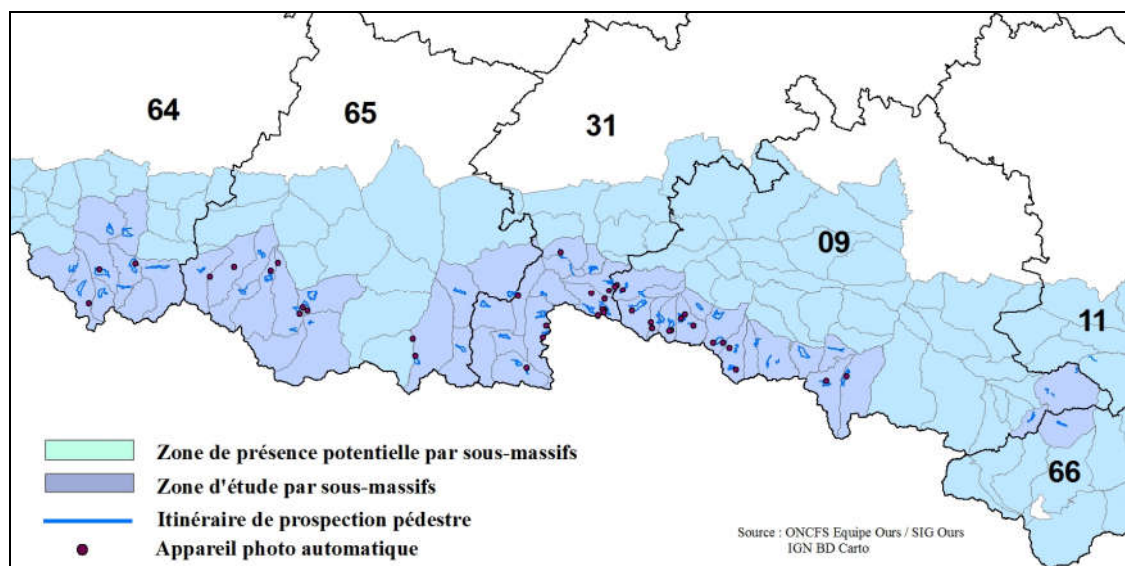 64
65
31
09
11
66
Zone de présence potentielle par sous-massifs
Zone d'étude par sous-massifs
Itinéraire de prospection pédestre
Appareil photo automatique
Source : ONCFS Equipe Ours / SIG Ours
IGN BD Carto